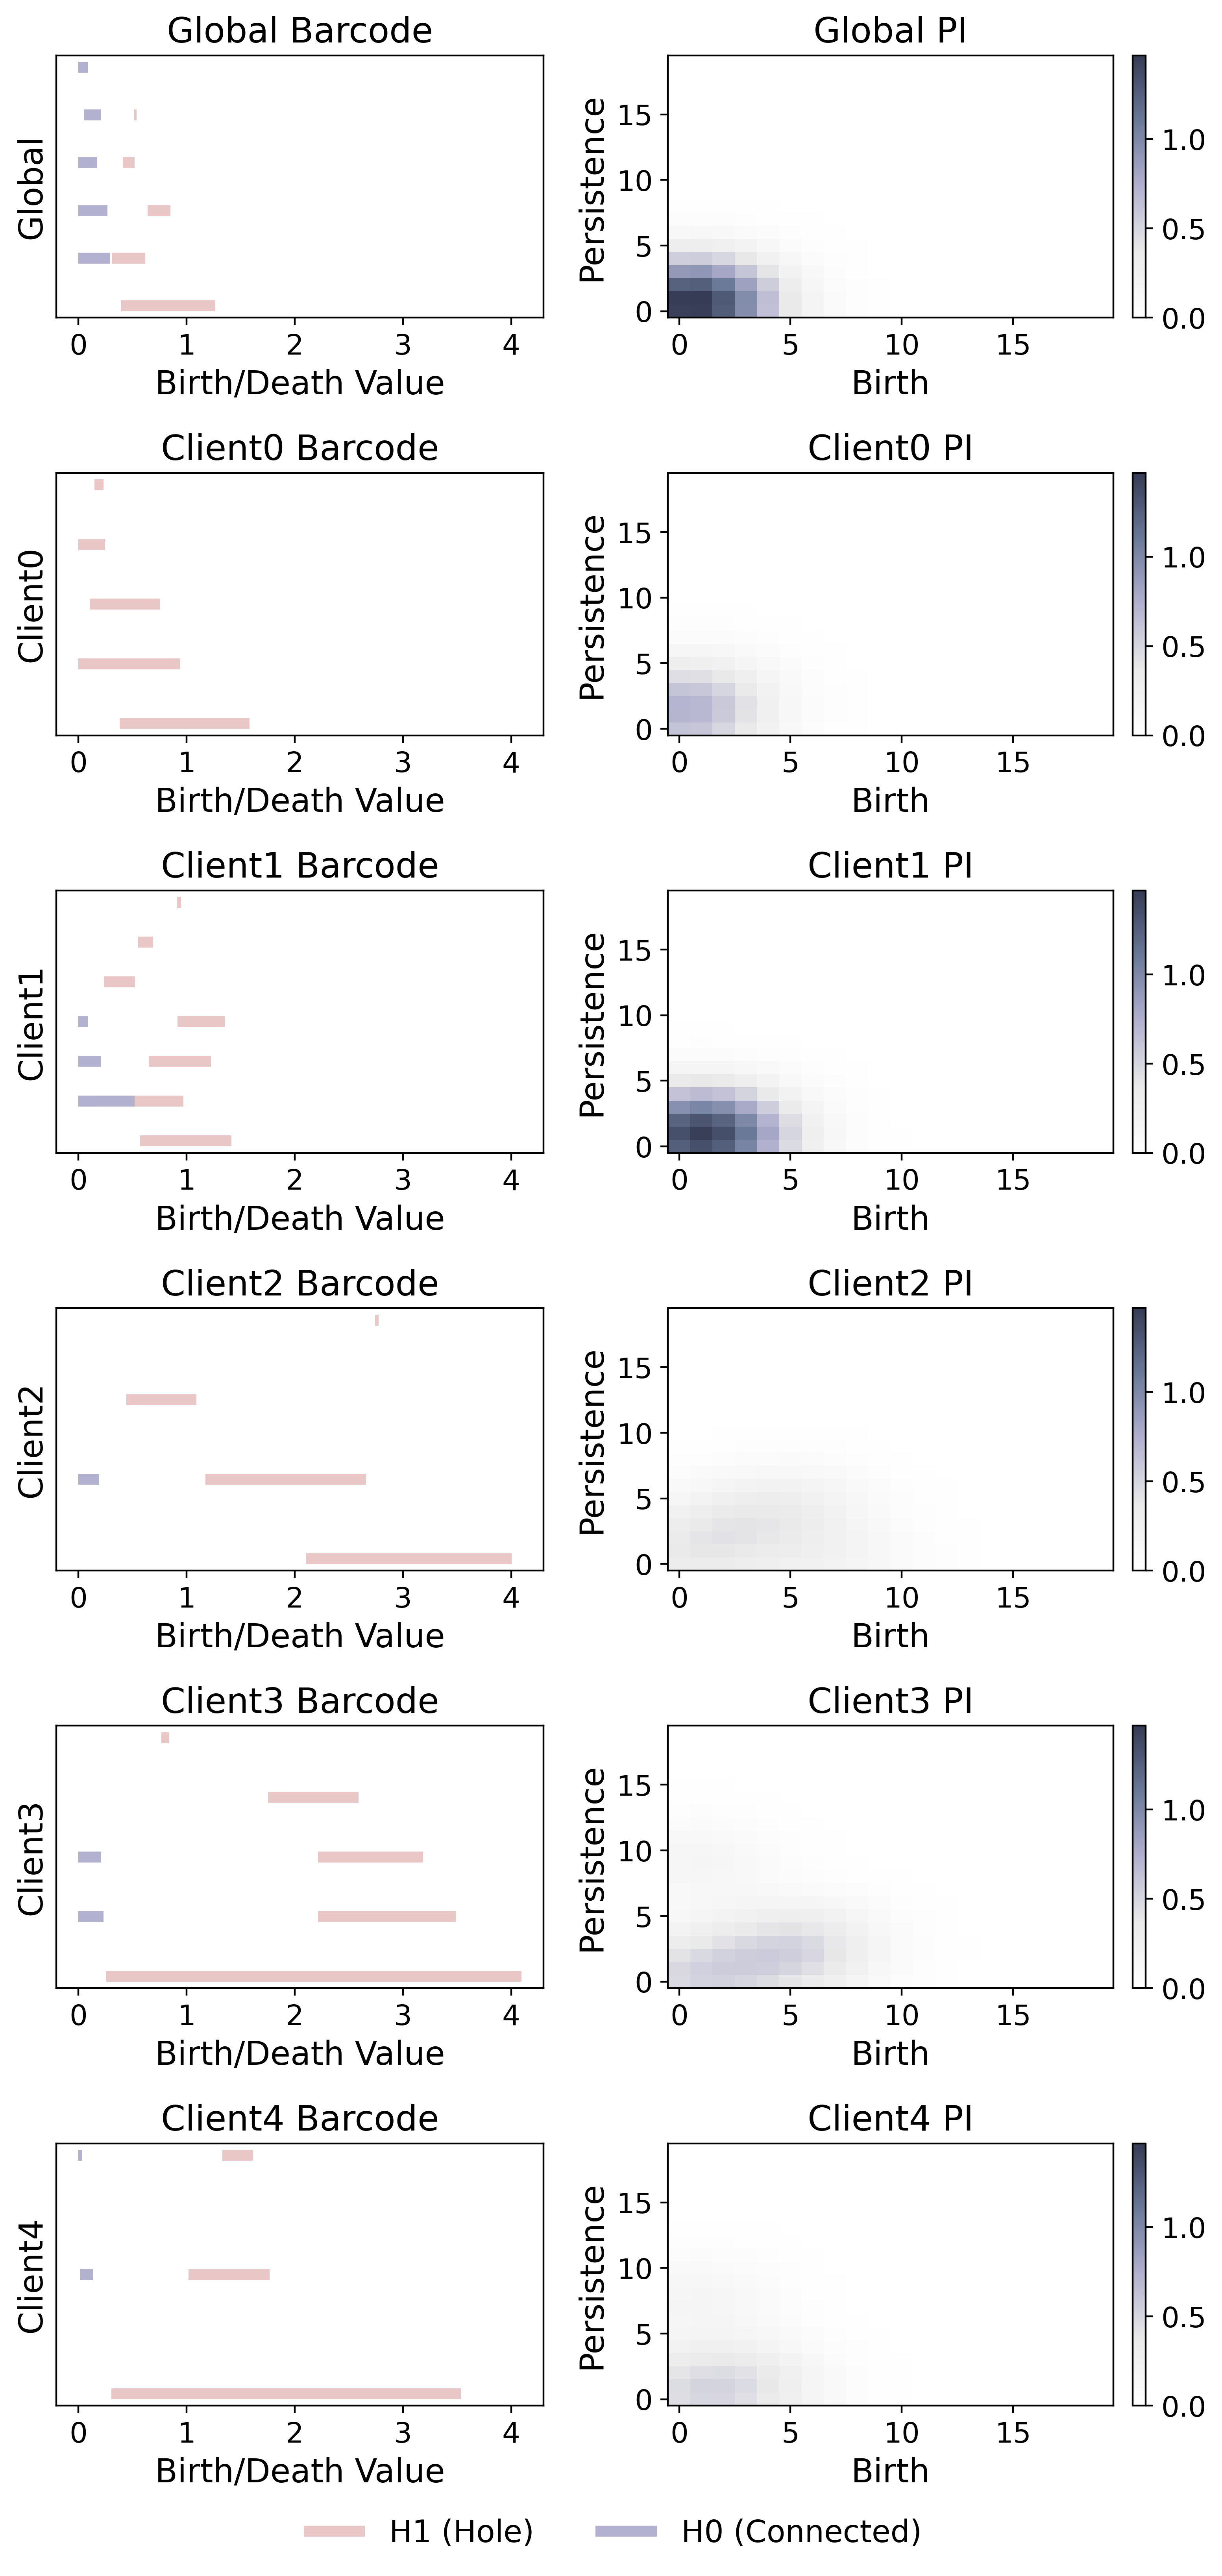 Global Barcode
Global
0 1 2 3 4
Birth/Death Value
Global PI
Persistence
15
10
5
0
0 5 10 15
Birth
1.0
0.5
0.0
Client0 Barcode
Client0
0 1 2 3 4
Birth/Death Value
Client0 PI
Persistence
15
10
5
0
0 5 10 15
Birth
1.0
0.5
0.0
Client1 Barcode
Client1
0 1 2 3 4
Birth/Death Value
Client1 PI
Persistence
15
10
5
0
0 5 10 15
Birth
1.0
0.5
0.0
Client2 Barcode
Client2
0 1 2 3 4
Birth/Death Value
Client2 PI
Persistence
15
10
5
0
0 5 10 15
Birth
1.0
0.5
0.0
Client3 Barcode
Client3
0 1 2 3 4
Birth/Death Value
Client3 PI
Persistence
15
10
5
0
0 5 10 15
Birth
1.0
0.5
0.0
Client4 Barcode
Client4
0 1 2 3 4
Birth/Death Value
Client4 PI
Persistence
15
10
5
0
0 5 10 15
Birth
1.0
0.5
0.0
H1 (Hole)
H0 (Connected)